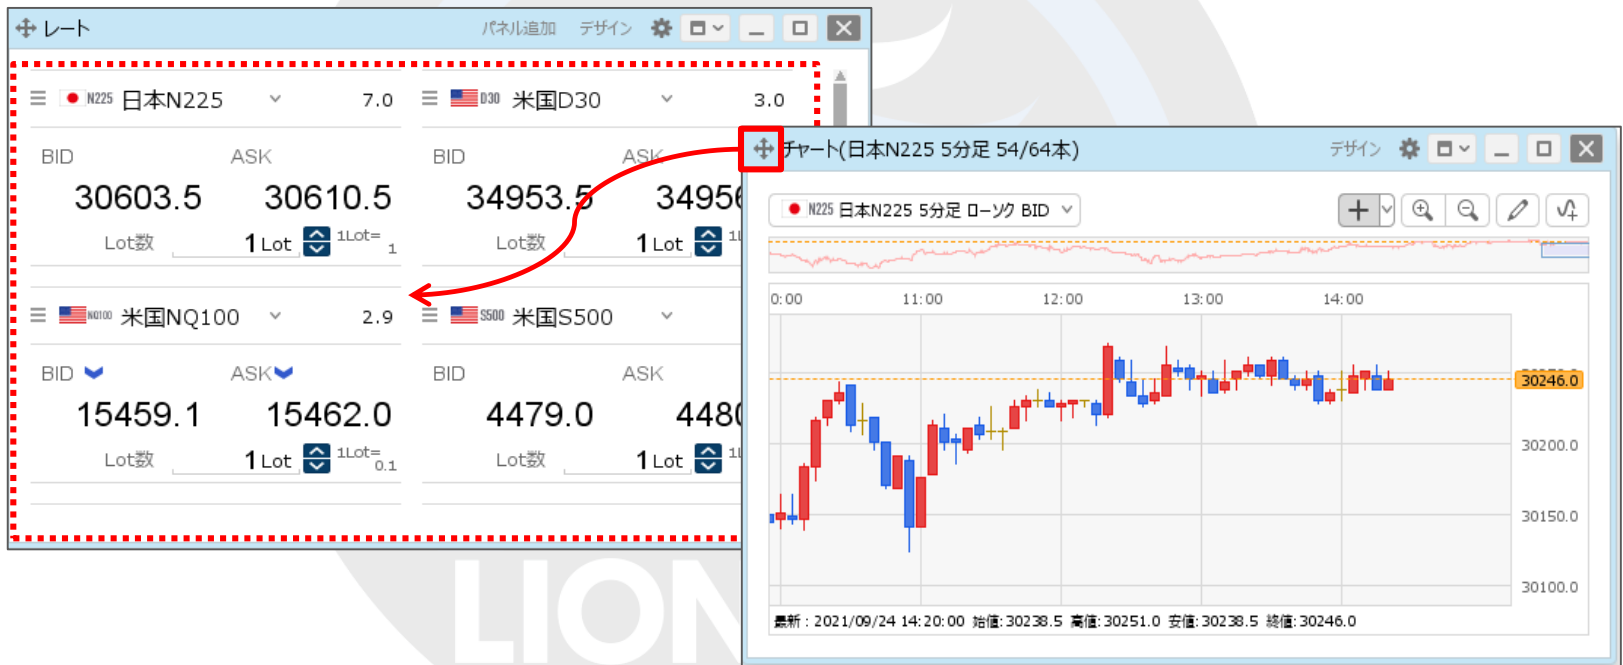 レート パネル追加 デザイン
N225 日本N225 7.0 D30 米国D30 3.0
BID ASK BID ASK
30603.5 30610.5 34953.5
Lot数 1 Lot 1Lot= 1 Lot数 1 Lot
NQ100 米国NQ100 2.9 S500 米国S500
BID ASK BID ASK
15459.1 15462.0 4479.0
Lot数 1 Lot 1Lot= 0.1 Lot数 1 Lot
チャート(日本N225 5分足 54/64本) デザイン
N225 日本N225 5分足 ローソク BID
0:00 11:00 12:00 13:00 14:00
30246.0
30200.0
30150.0
30100.0
最新 : 2021/09/24 14:20:00 始値:30238.5 高値:30251.0 安値:30238.5 終値:30246.0
LION